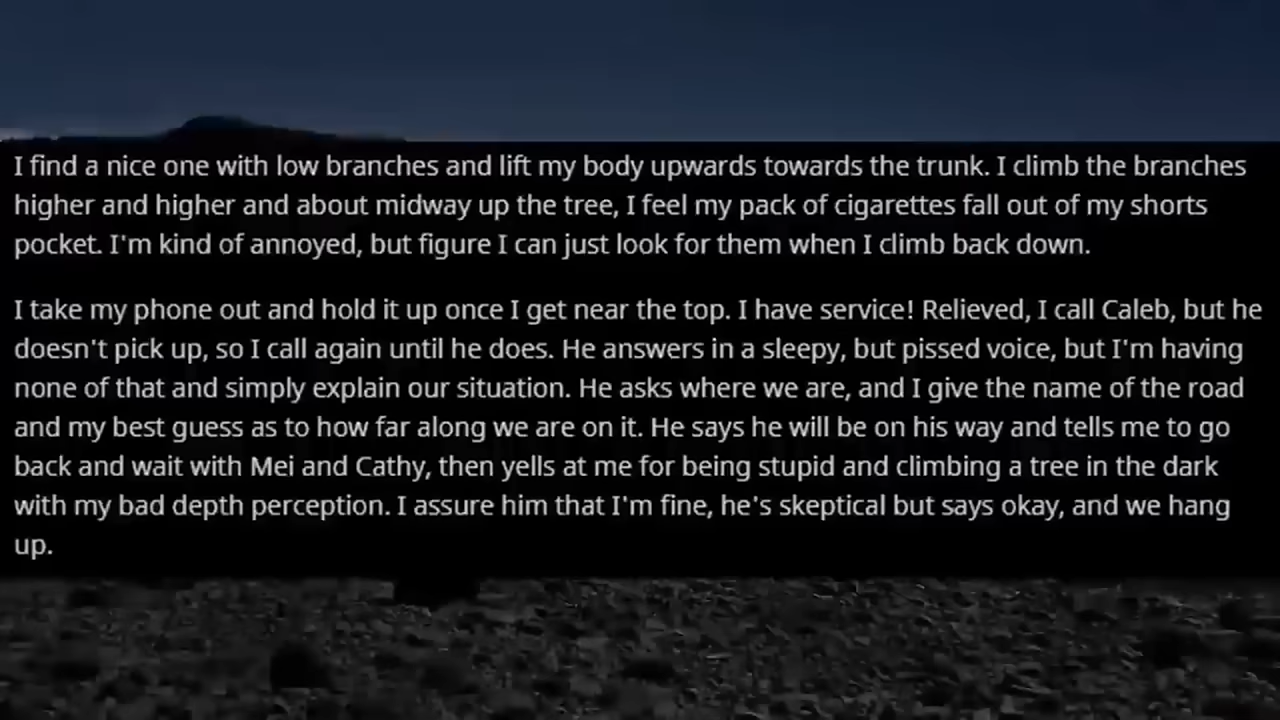 I find a nice one with low branches and lift my body upwards towards the trunk. I climb the branches
higher and higher and about midway up the tree, I feel my pack of cigarettes fall out of my shorts
pocket. I'm kind of annoyed, but figure I can just look for them when I climb back down.
I take my phone out and hold it up once I get near the top. I have service! Relieved, I call Caleb, but he
doesn't pick up, so I call again until he does. He answers in a sleepy, but pissed voice, but I'm having
none of that and simply explain our situation. He asks where we are, and I give the name of the road
and my best guess as to how far along we are on it. He says he will be on his way and tells me to go
back and wait with Mei and Cathy, then yells at me for being stupid and climbing a tree in the dark
with my bad depth perception. I assure him that I'm fine, he's skeptical but says okay, and we hang
up.